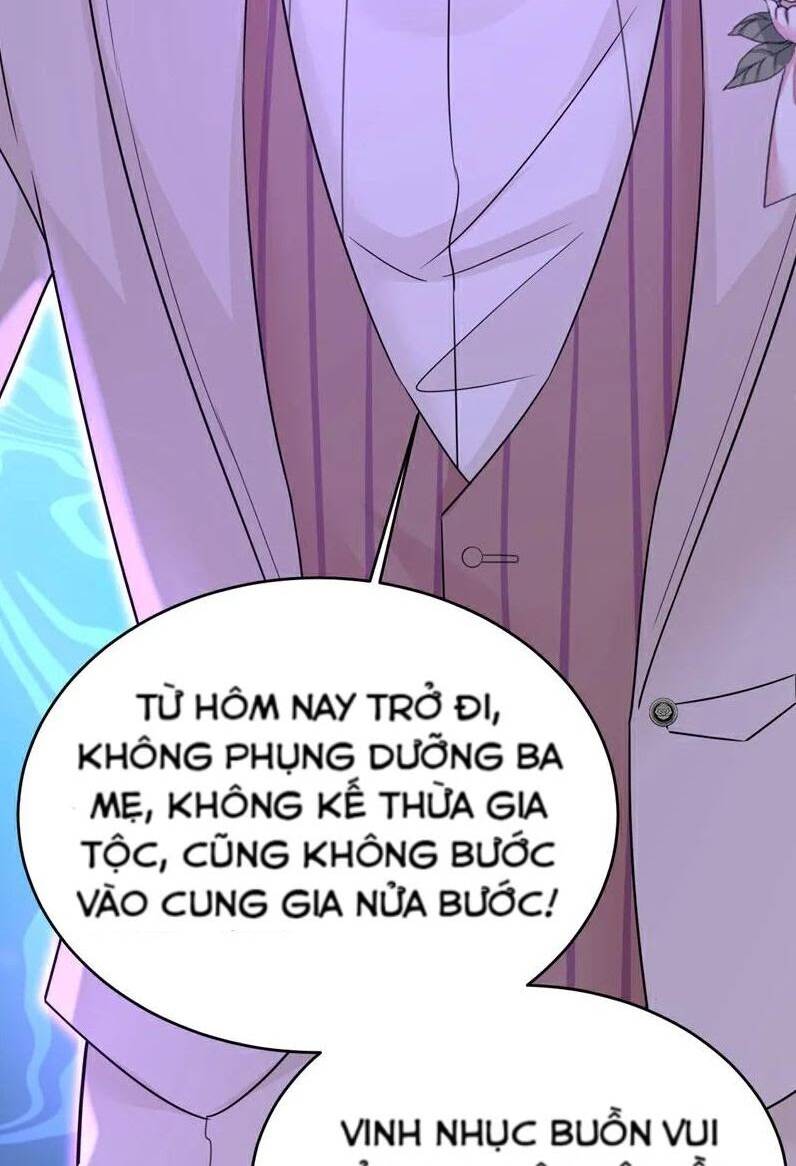 TỪ HÔM NAY TRỞ ĐI,
KHÔNG PHỤNG DƯỠNG BA
MẸ, KHÔNG KẾ THỪA GIA
TỘC, CŨNG KHÔNG BƯỚC
VÀO CUNG GIA NỬA BƯỚC!
VINH NHỤC BUỒN VUI